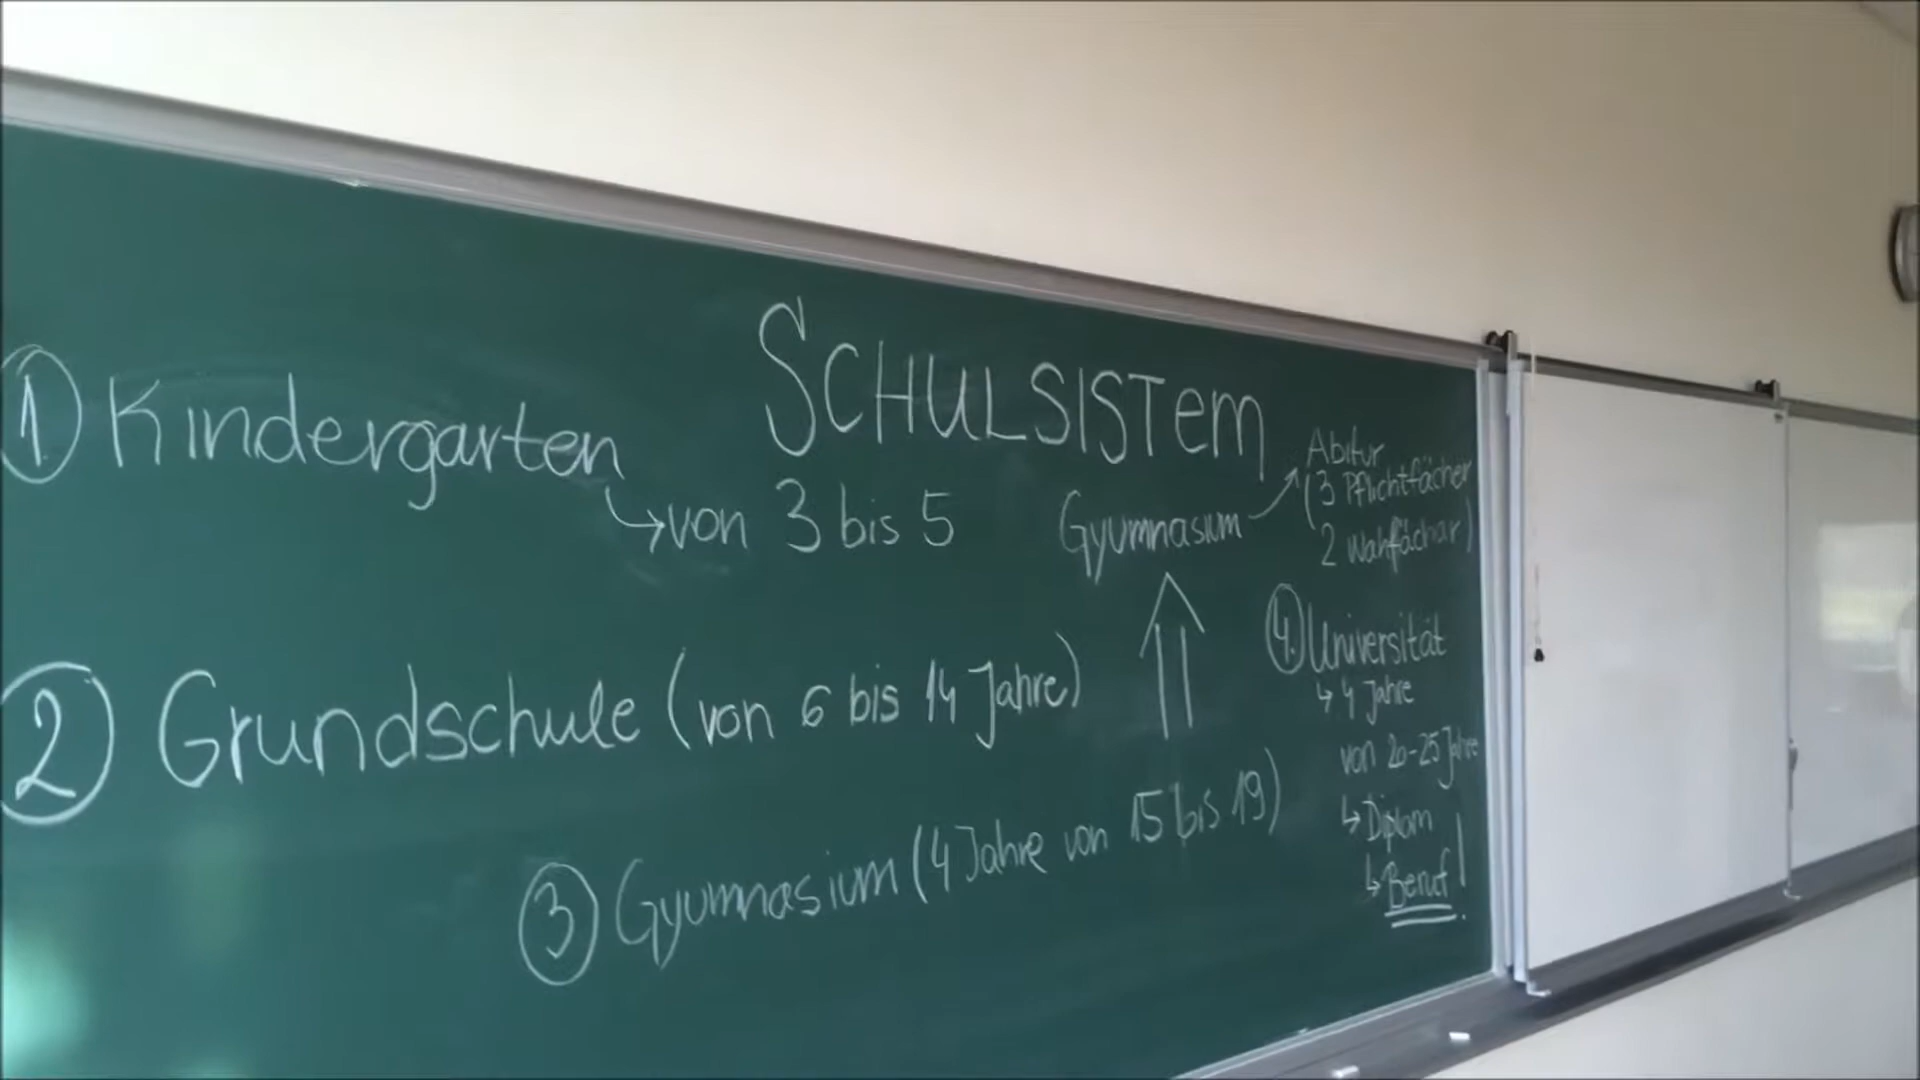 SCHULSISTem
① Kindergarten
↳ von 3 bis 5
② Grundschule (von 6 bis 14 Jahre)
③ Gyumnasium (4 Jahre von 15 bis 19)
Gyumnasium ↗
Abitur
(3 Pflichtfächer
2 Wahfächar)
④ Universität
↳ 4 Jahre
von 20-25 Jahre
↳ Diplom
↳ Beruf!